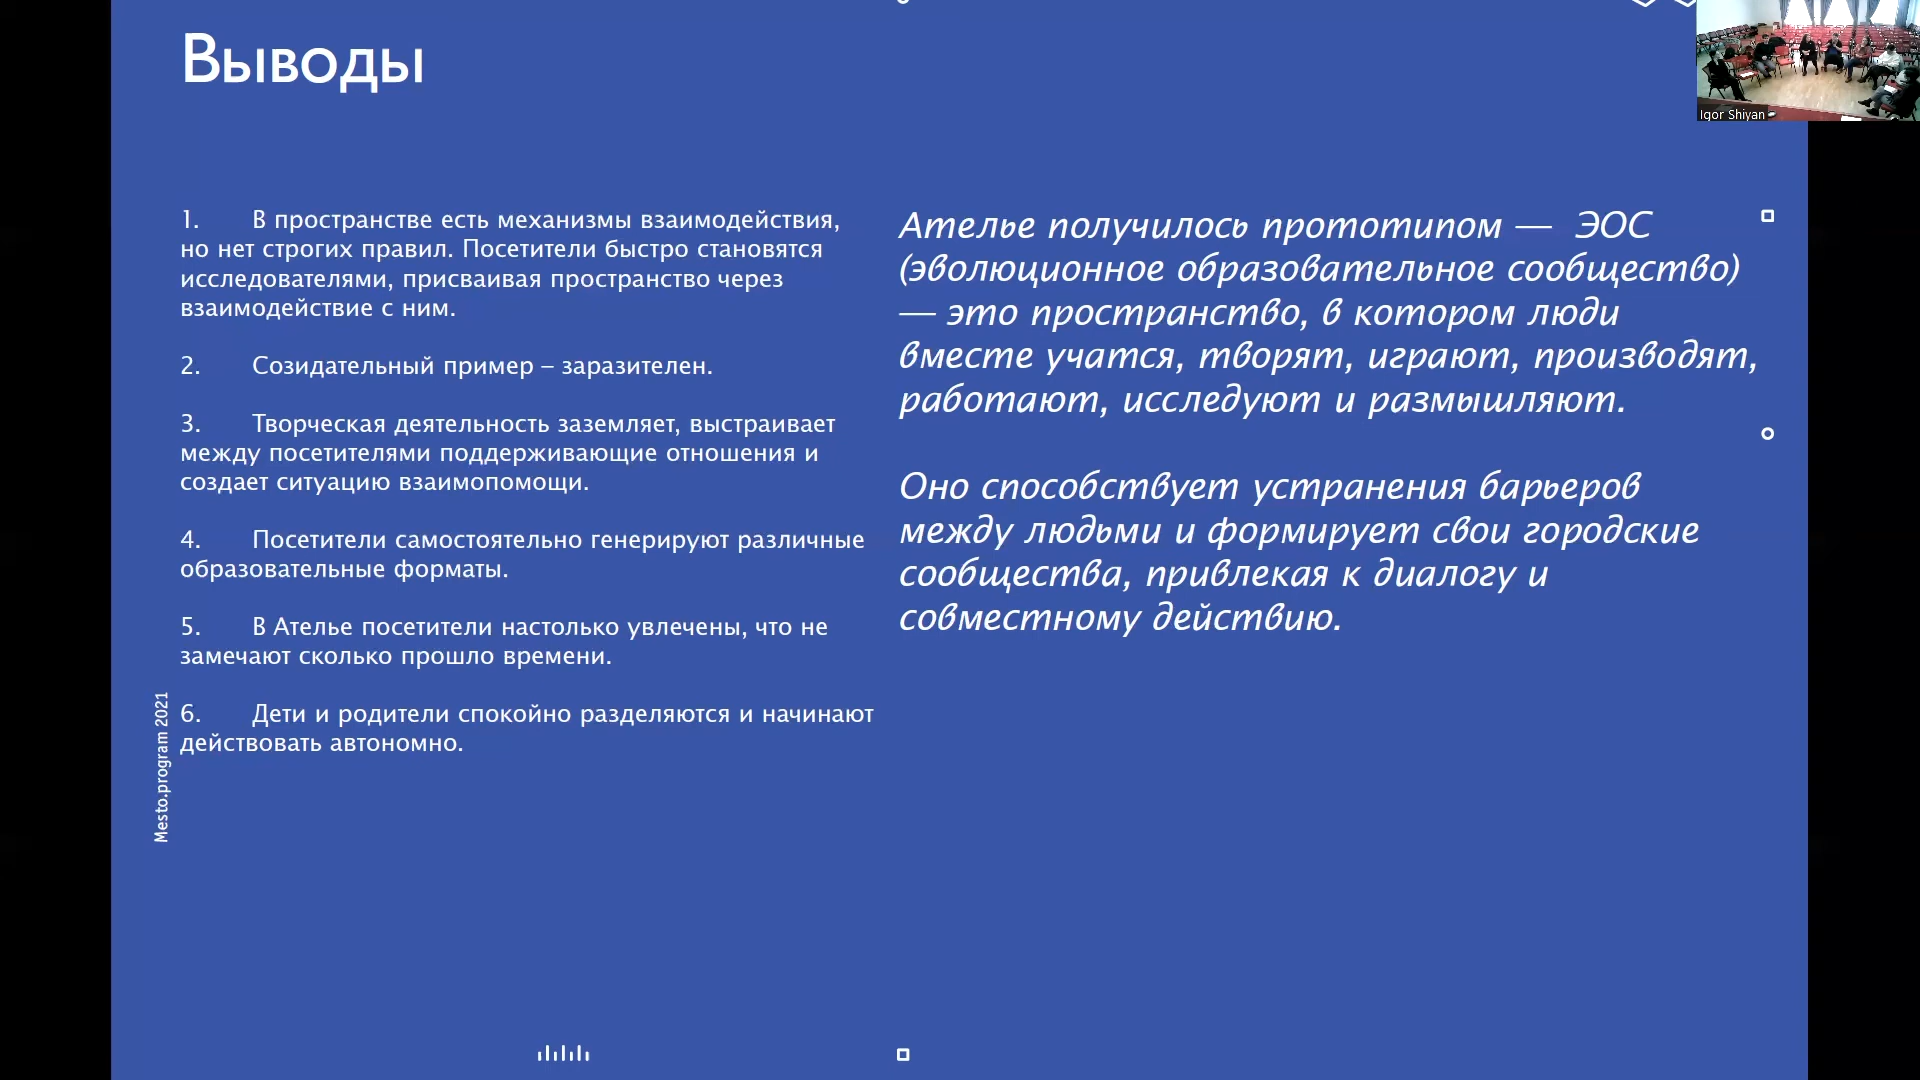 Выводы
1. В пространстве есть механизмы взаимодействия,
но нет строгих правил. Посетители быстро становятся
исследователями, присваивая пространство через
взаимодействие с ним.
2. Созидательный пример – заразителен.
3. Творческая деятельность заземляет, выстраивает
между посетителями поддерживающие отношения и
создает ситуацию взаимопомощи.
4. Посетители самостоятельно генерируют различные
образовательные форматы.
5. В Ателье посетители настолько увлечены, что не
замечают сколько прошло времени.
6. Дети и родители спокойно разделяются и начинают
действовать автономно.
Ателье получилось прототипом — ЭОС
(эволюционное образовательное сообщество)
— это пространство, в котором люди
вместе учатся, творят, играют, производят,
работают, исследуют и размышляют.
Оно способствует устранения барьеров
между людьми и формирует свои городские
сообщества, привлекая к диалогу и
совместному действию.
Mesto.program 2021
Igor Shiyan